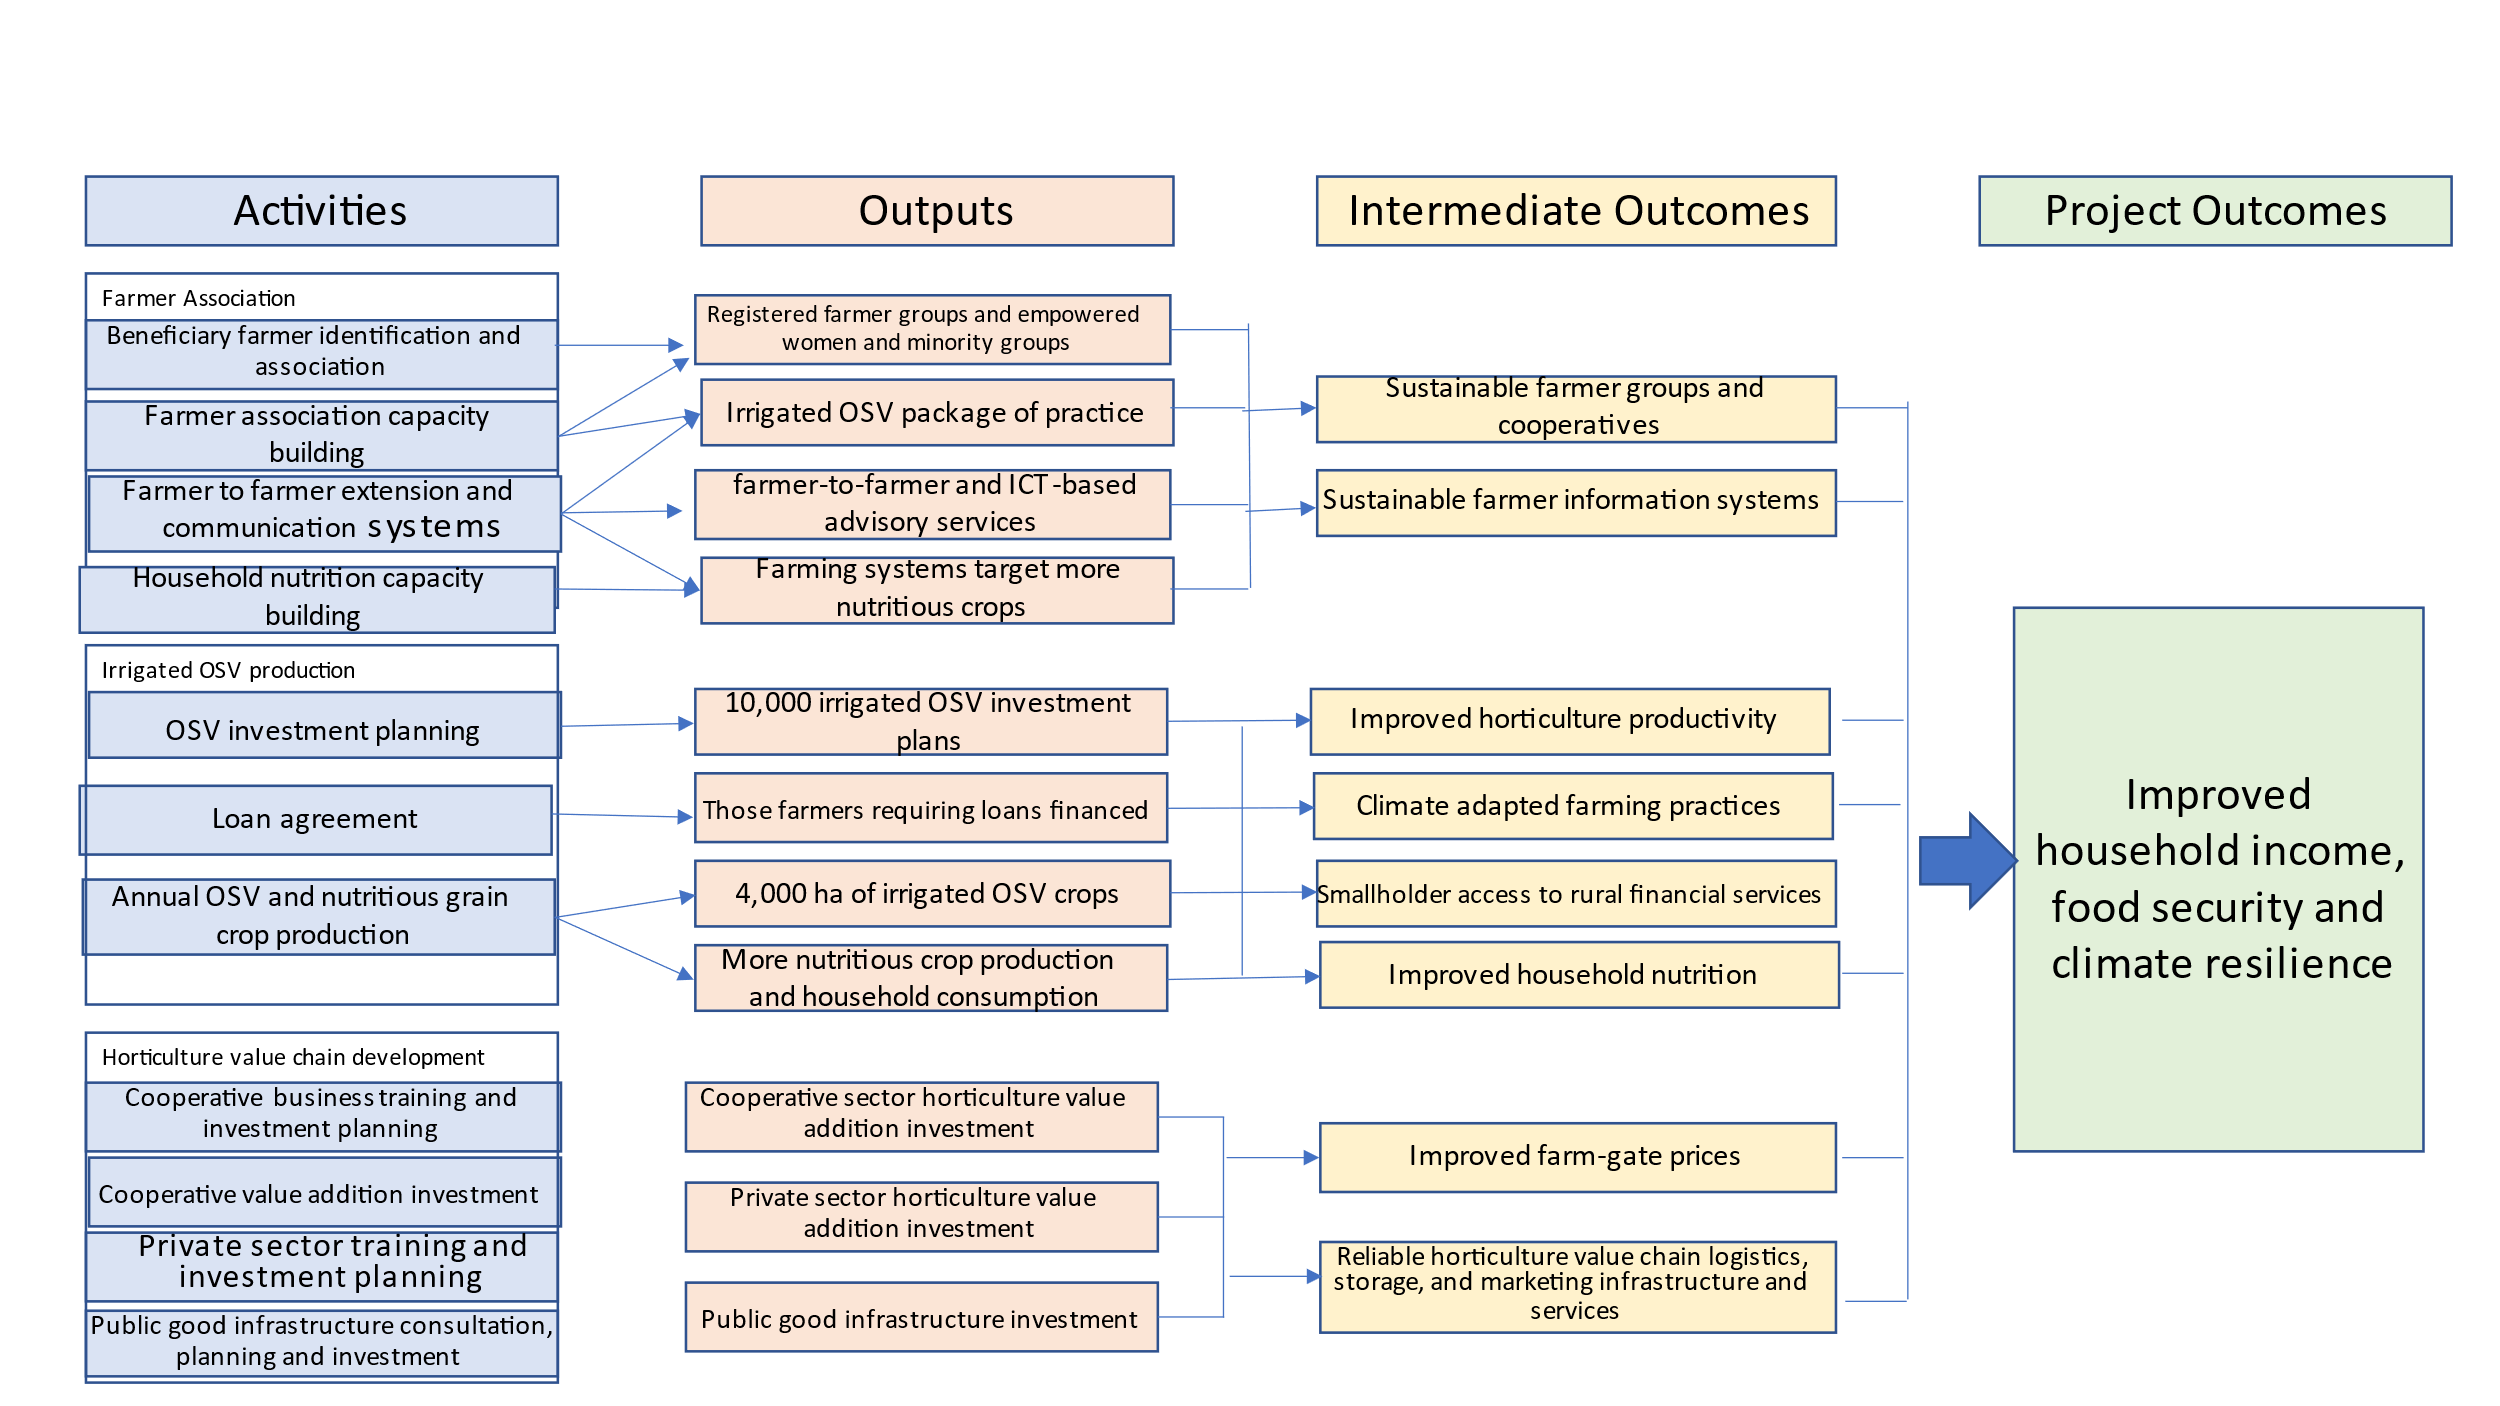 Activities
Outputs
Intermediate Outcomes
Project Outcomes
Farmer Association
Beneficiary farmer identification and
association
Farmer association capacity
building
Farmer to farmer extension and
communication systems
Household nutrition capacity
building
Registered farmer groups and empowered
women and minority groups
Irrigated OSV package of practice
farmer-to-farmer and ICT-based
advisory services
Farming systems target more
nutritious crops
Sustainable farmer groups and
cooperatives
Sustainable farmer information systems
Irrigated OSV production
OSV investment planning
Loan agreement
Annual OSV and nutritious grain
crop production
10,000 irrigated OSV investment
plans
Those farmers requiring loans financed
4,000 ha of irrigated OSV crops
More nutritious crop production
and household consumption
Improved horticulture productivity
Climate adapted farming practices
Smallholder access to rural financial services
Improved household nutrition
Horticulture value chain development
Cooperative business training and
investment planning
Cooperative value addition investment
Private sector training and
investment planning
Public good infrastructure consultation,
planning and investment
Cooperative sector horticulture value
addition investment
Private sector horticulture value
addition investment
Public good infrastructure investment
Improved farm-gate prices
Reliable horticulture value chain logistics,
storage, and marketing infrastructure and
services
Improved
household income,
food security and
climate resilience